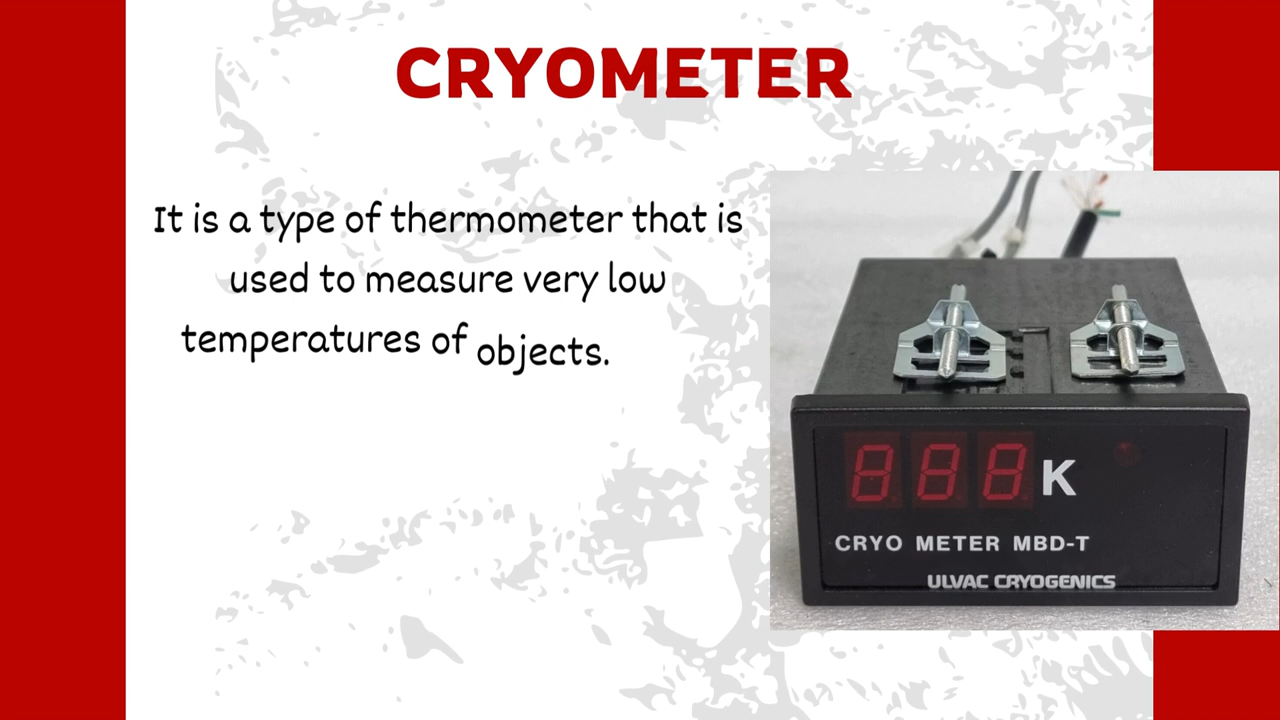 CRYOMETER
It is a type of thermometer that is
used to measure very low
temperatures of objects.
888 K
CRYO METER MBD-T
ULVAC CRYOGENICS